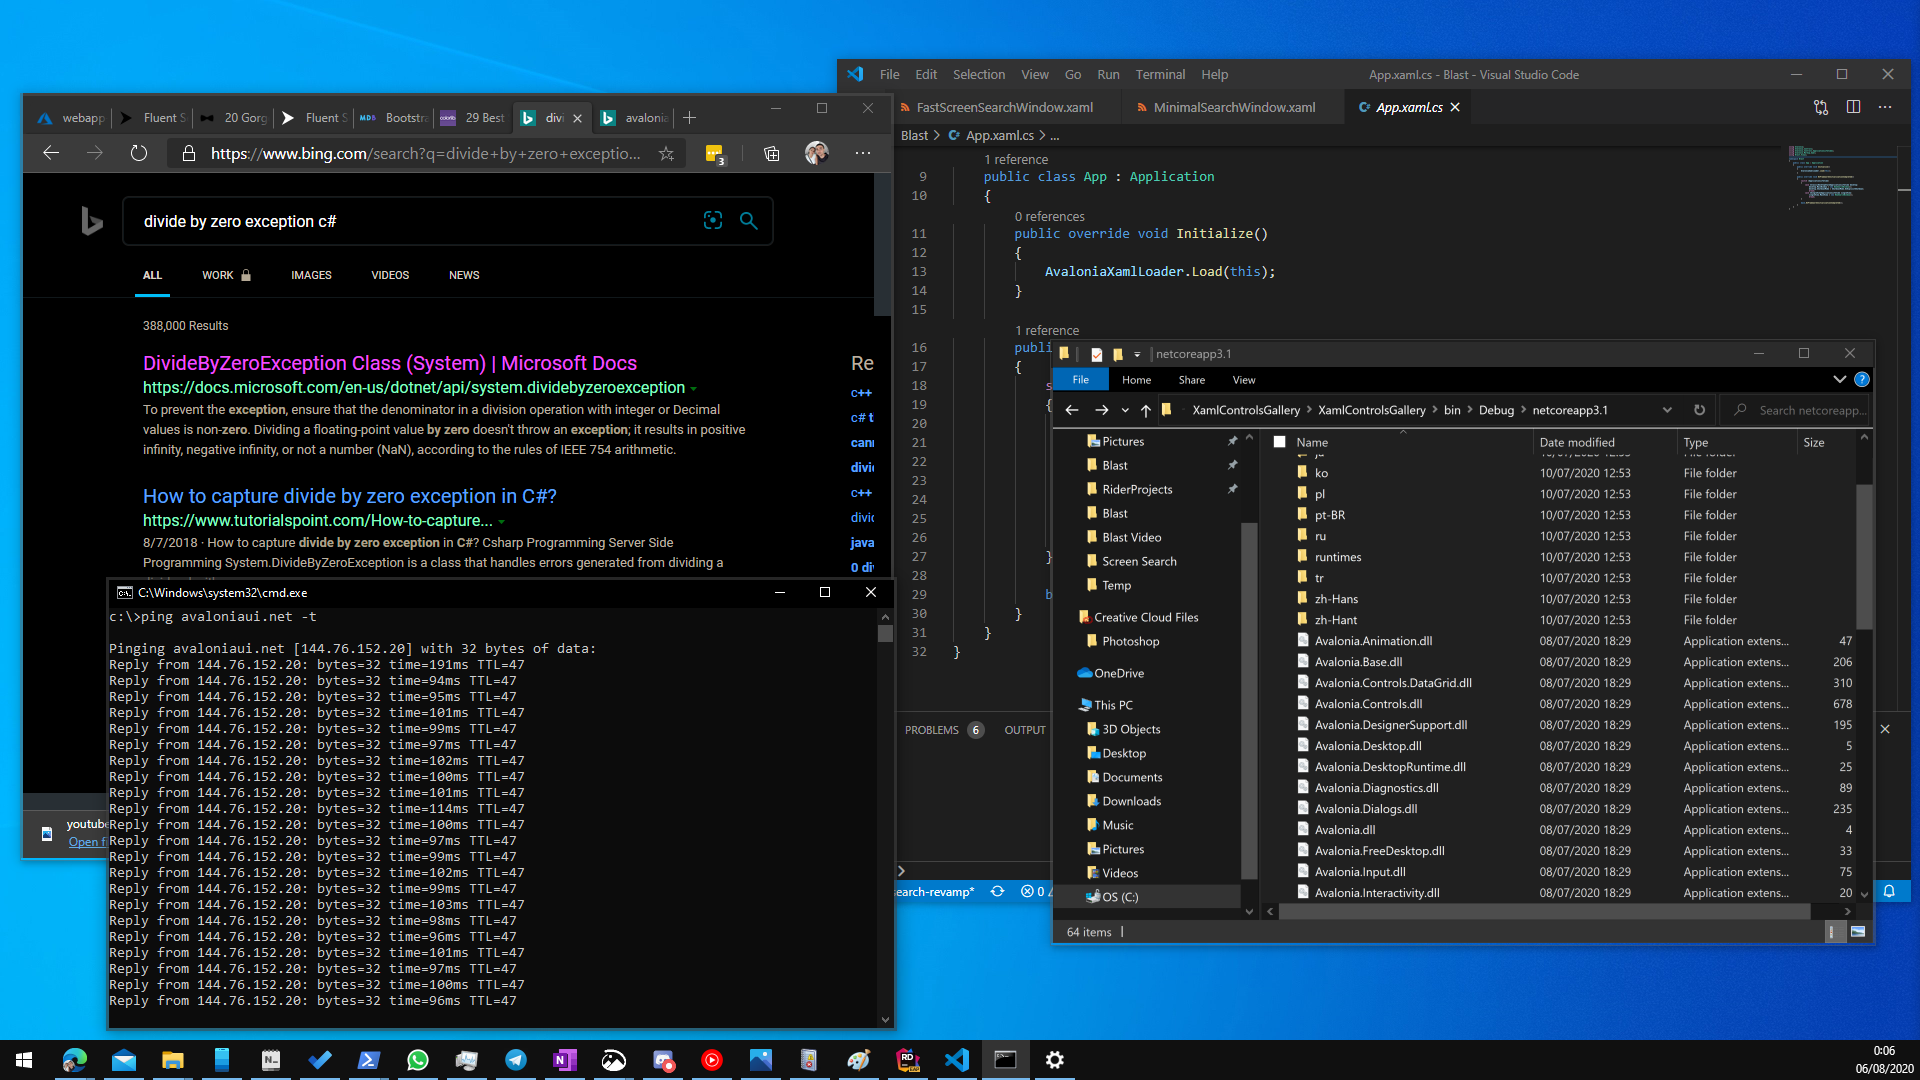 webapp
Fluent S
20 Gorg
Fluent S
MDB Bootstra
29 Best
divi
avalonia
https://www.bing.com/search?q=divide+by+zero+exceptio...
3
divide by zero exception c#
ALL WORK IMAGES VIDEOS NEWS
388,000 Results
DivideByZeroException Class (System) | Microsoft Docs
https://docs.microsoft.com/en-us/dotnet/api/system.dividebyzeroexception
To prevent the exception, ensure that the denominator in a division operation with integer or Decimal
values is non-zero. Dividing a floating-point value by zero doesn't throw an exception; it results in positive
infinity, negative infinity, or not a number (NaN), according to the rules of IEEE 754 arithmetic.
How to capture divide by zero exception in C#?
https://www.tutorialspoint.com/How-to-capture...
8/7/2018 · How to capture divide by zero exception in C#? Csharp Programming Server Side
Programming System.DivideByZeroException is a class that handles errors generated from dividing a
Re
c++
c# t
cann
divid
c++
divid
java
0 di
youtube
Open fi
C:\Windows\system32\cmd.exe
c:\>ping avaloniaui.net -t
Pinging avaloniaui.net [144.76.152.20] with 32 bytes of data:
Reply from 144.76.152.20: bytes=32 time=191ms TTL=47
Reply from 144.76.152.20: bytes=32 time=94ms TTL=47
Reply from 144.76.152.20: bytes=32 time=95ms TTL=47
Reply from 144.76.152.20: bytes=32 time=101ms TTL=47
Reply from 144.76.152.20: bytes=32 time=99ms TTL=47
Reply from 144.76.152.20: bytes=32 time=97ms TTL=47
Reply from 144.76.152.20: bytes=32 time=102ms TTL=47
Reply from 144.76.152.20: bytes=32 time=100ms TTL=47
Reply from 144.76.152.20: bytes=32 time=101ms TTL=47
Reply from 144.76.152.20: bytes=32 time=114ms TTL=47
Reply from 144.76.152.20: bytes=32 time=100ms TTL=47
Reply from 144.76.152.20: bytes=32 time=97ms TTL=47
Reply from 144.76.152.20: bytes=32 time=99ms TTL=47
Reply from 144.76.152.20: bytes=32 time=102ms TTL=47
Reply from 144.76.152.20: bytes=32 time=99ms TTL=47
Reply from 144.76.152.20: bytes=32 time=103ms TTL=47
Reply from 144.76.152.20: bytes=32 time=98ms TTL=47
Reply from 144.76.152.20: bytes=32 time=96ms TTL=47
Reply from 144.76.152.20: bytes=32 time=101ms TTL=47
Reply from 144.76.152.20: bytes=32 time=97ms TTL=47
Reply from 144.76.152.20: bytes=32 time=100ms TTL=47
Reply from 144.76.152.20: bytes=32 time=96ms TTL=47
File Edit Selection View Go Run Terminal Help App.xaml.cs - Blast - Visual Studio Code
FastScreenSearchWindow.xaml MinimalSearchWindow.xaml App.xaml.cs
Blast > App.xaml.cs > ...
1 reference
9 public class App : Application
10 {
0 references
11 public override void Initialize()
12 {
13 AvaloniaXamlLoader.Load(this);
14 }
15
1 reference
16 publi
17 {
18 s
19 {
20
21
22
23
24
25
26
27 }
28
29 b
30 }
31 }
32 }
PROBLEMS 6 OUTPUT
search-revamp* 0
netcoreapp3.1
File Home Share View
XamlControlsGallery > XamlControlsGallery > bin > Debug > netcoreapp3.1
Search netcoreapp...
Pictures
Blast
RiderProjects
Blast
Blast Video
Screen Search
Temp
Creative Cloud Files
Photoshop
OneDrive
This PC
3D Objects
Desktop
Documents
Downloads
Music
Pictures
Videos
OS (C:)
Name Date modified Type Size
ja 10/07/2020 12:53 File folder
ko 10/07/2020 12:53 File folder
pl 10/07/2020 12:53 File folder
pt-BR 10/07/2020 12:53 File folder
ru 10/07/2020 12:53 File folder
runtimes 10/07/2020 12:53 File folder
tr 10/07/2020 12:53 File folder
zh-Hans 10/07/2020 12:53 File folder
zh-Hant 10/07/2020 12:53 File folder
Avalonia.Animation.dll 08/07/2020 18:29 Application extens... 47
Avalonia.Base.dll 08/07/2020 18:29 Application extens... 206
Avalonia.Controls.DataGrid.dll 08/07/2020 18:29 Application extens... 310
Avalonia.Controls.dll 08/07/2020 18:29 Application extens... 678
Avalonia.DesignerSupport.dll 08/07/2020 18:29 Application extens... 195
Avalonia.Desktop.dll 08/07/2020 18:29 Application extens... 5
Avalonia.DesktopRuntime.dll 08/07/2020 18:29 Application extens... 25
Avalonia.Diagnostics.dll 08/07/2020 18:29 Application extens... 89
Avalonia.Dialogs.dll 08/07/2020 18:29 Application extens... 235
Avalonia.dll 08/07/2020 18:29 Application extens... 4
Avalonia.FreeDesktop.dll 08/07/2020 18:29 Application extens... 33
Avalonia.Input.dll 08/07/2020 18:29 Application extens... 75
Avalonia.Interactivity.dll 08/07/2020 18:29 Application extens... 20
64 items
0:06
06/08/2020